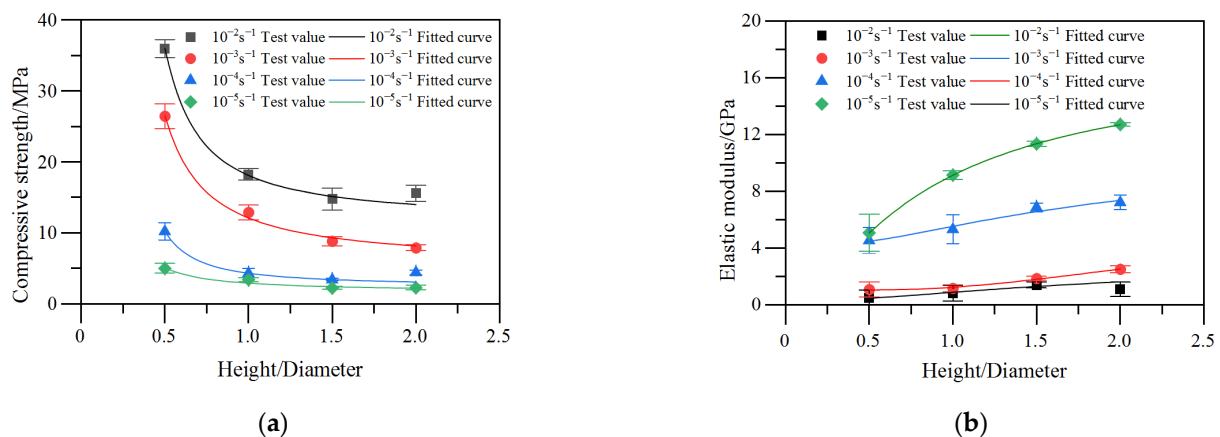 40
30
20
10
0
Compressive strength/MPa
10⁻²s⁻¹ Test value 10⁻²s⁻¹ Fitted curve
10⁻³s⁻¹ Test value 10⁻³s⁻¹ Fitted curve
10⁻⁴s⁻¹ Test value 10⁻⁴s⁻¹ Fitted curve
10⁻⁵s⁻¹ Test value 10⁻⁵s⁻¹ Fitted curve
0 0.5 1.0 1.5 2.0 2.5
Height/Diameter
(a)
20
16
12
8
4
0
Elastic modulus/GPa
10⁻²s⁻¹ Test value 10⁻²s⁻¹ Fitted curve
10⁻³s⁻¹ Test value 10⁻³s⁻¹ Fitted curve
10⁻⁴s⁻¹ Test value 10⁻⁴s⁻¹ Fitted curve
10⁻⁵s⁻¹ Test value 10⁻⁵s⁻¹ Fitted curve
0 0.5 1.0 1.5 2.0 2.5
Height/Diameter
(b)